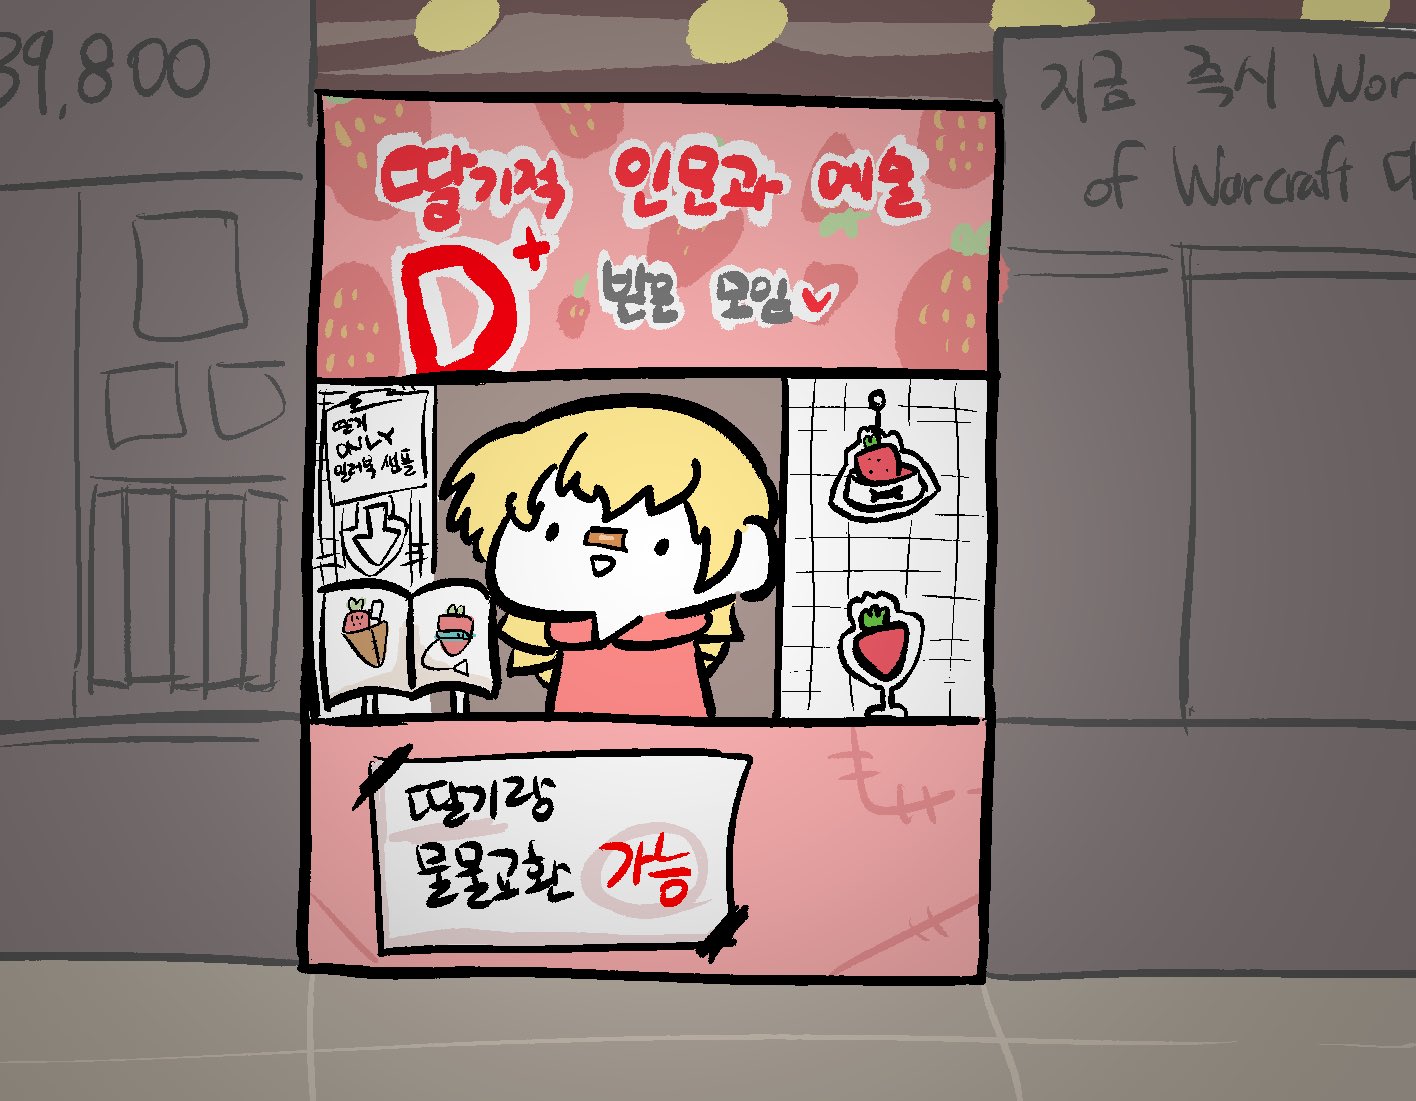 39,800
딸기적 인문과 예술
D+ 반모 모임
딸기
ONLY
일러북 샘플
딸기랑
물물교환 가능
지금 즉시 Wor
of Warcraft